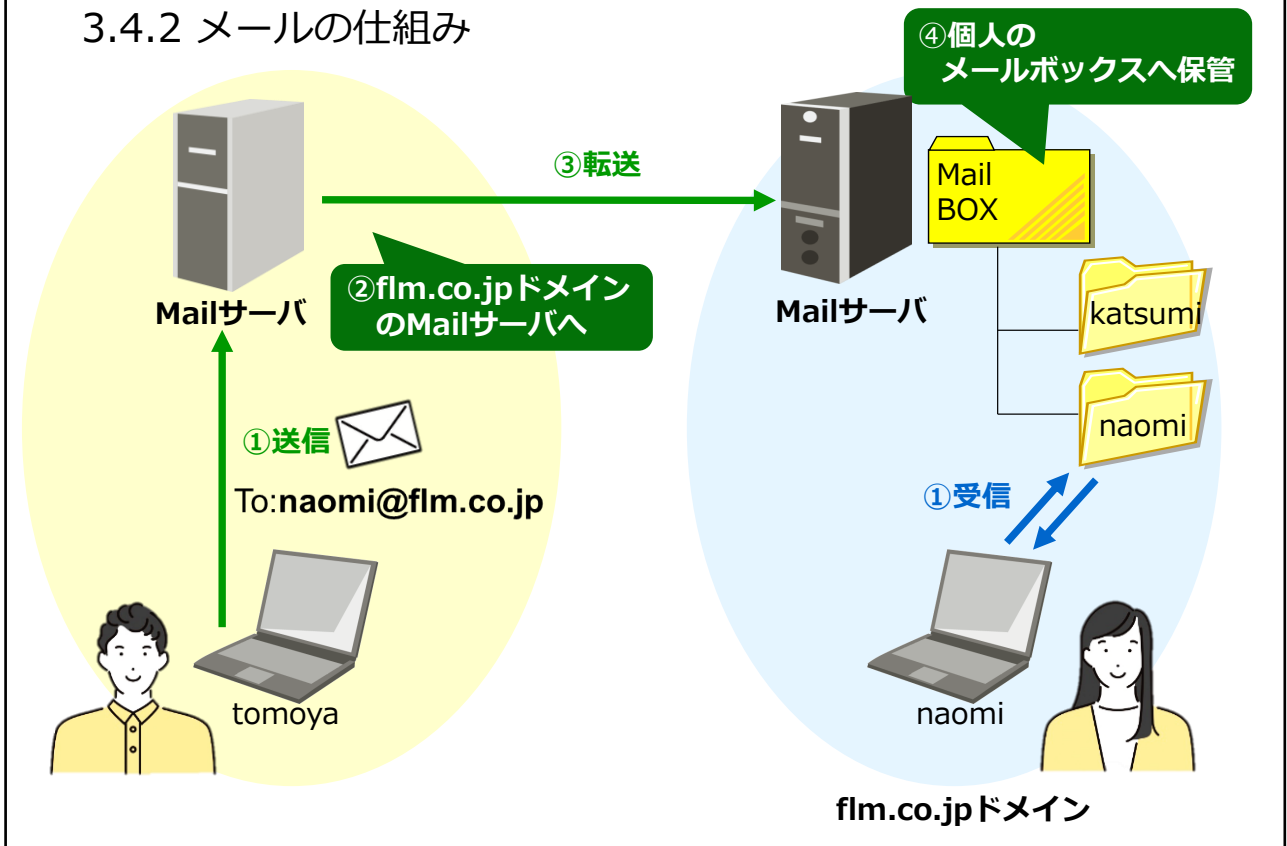 3.4.2 メールの仕組み
④個人の
メールボックスへ保管
③転送
Mail
BOX
②flm.co.jpドメイン
のMailサーバへ
Mailサーバ
Mailサーバ
katsumi
naomi
①送信
To:naomi@flm.co.jp
①受信
tomoya
naomi
flm.co.jpドメイン